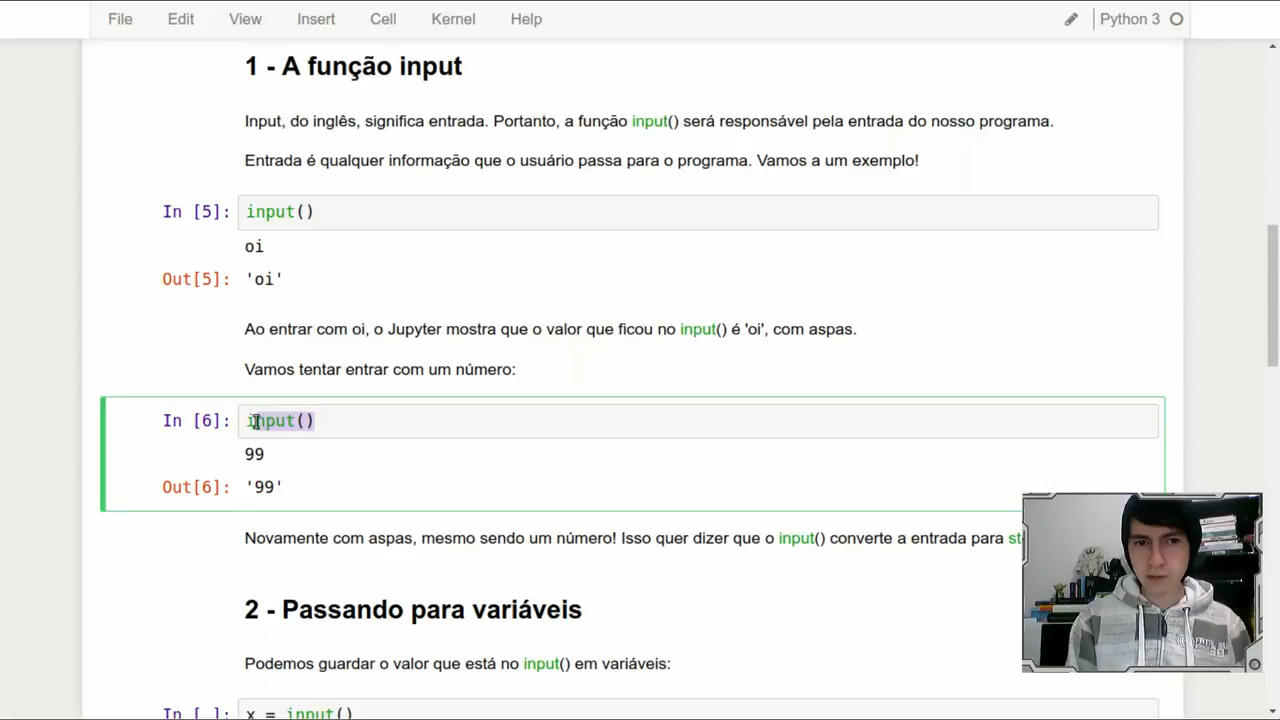 File Edit View Insert Cell Kernel Help Python 3
1 - A função input
Input, do inglês, significa entrada. Portanto, a função input() será responsável pela entrada do nosso programa.
Entrada é qualquer informação que o usuário passa para o programa. Vamos a um exemplo!
In [5]: input()
oi
Out[5]: 'oi'
Ao entrar com oi, o Jupyter mostra que o valor que ficou no input() é 'oi', com aspas.
Vamos tentar entrar com um número:
In [6]: input()
99
Out[6]: '99'
Novamente com aspas, mesmo sendo um número! Isso quer dizer que o input() converte a entrada para
2 - Passando para variáveis
Podemos guardar o valor que está no input() em variáveis:
In [ ]: x = input()